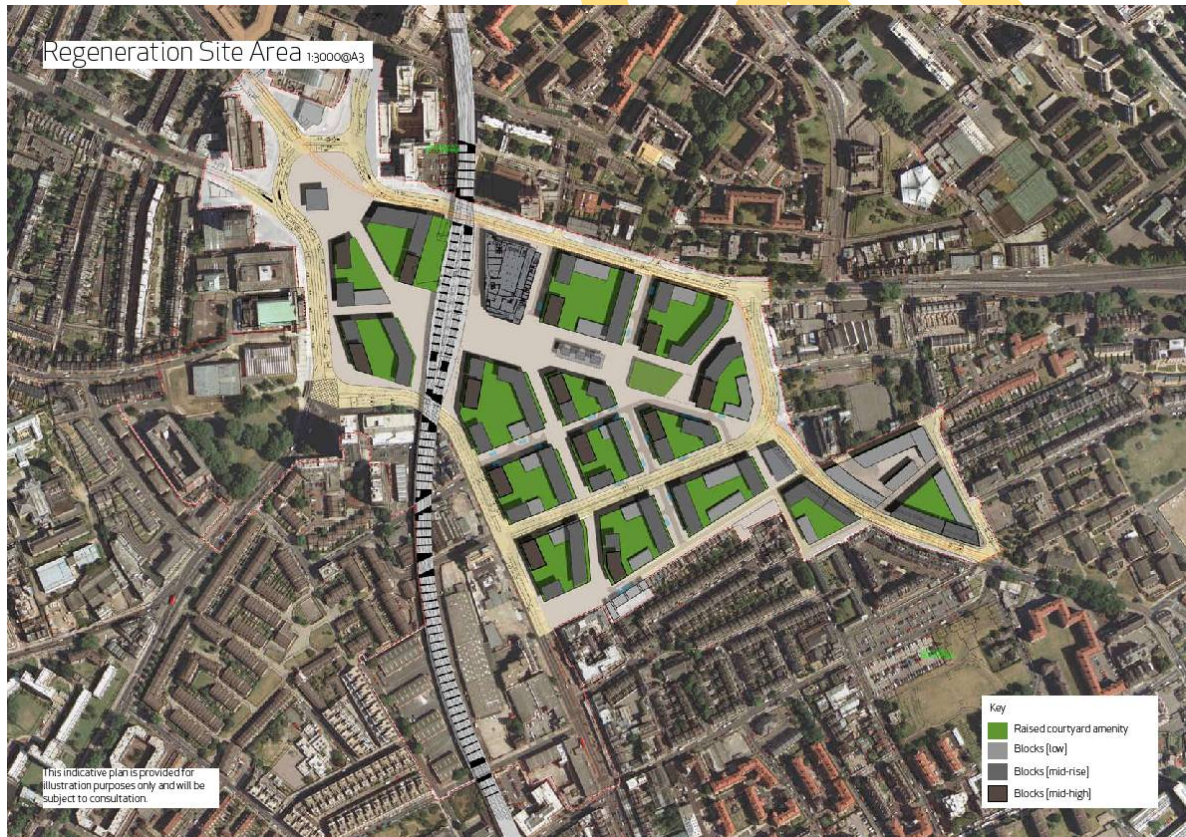 Regeneration Site Area 1:3000@A3
Key
Raised courtyard amenity
Blocks [low]
Blocks [mid-rise]
Blocks [mid-high]
This indicative plan is provided for
illustration purposes only and will be
subject to consultation.